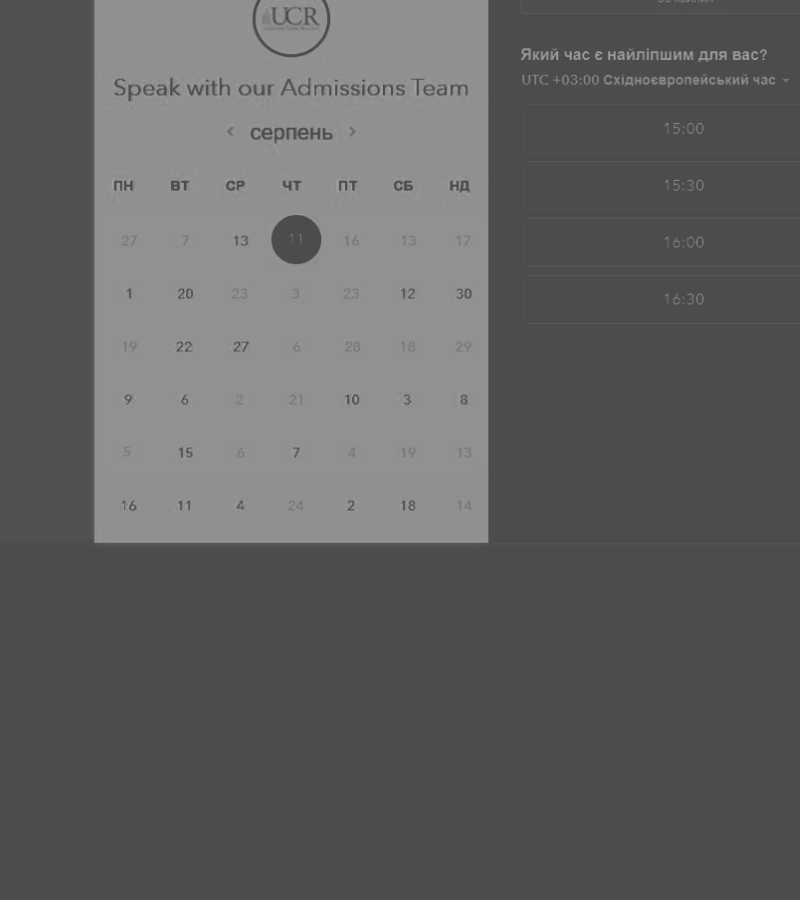 UCR
Speak with our Admissions Team
< серпень >
ПН ВТ СР ЧТ ПТ СБ НД
27 7 13 11 16 13 17
1 20 23 3 23 12 30
19 22 27 6 28 18 29
9 6 2 21 10 3 8
5 15 6 7 4 19 13
16 11 4 24 2 18 14
Який час є найліпшим для вас?
UTC +03:00 Східноєвропейський час
15:00
15:30
16:00
16:30